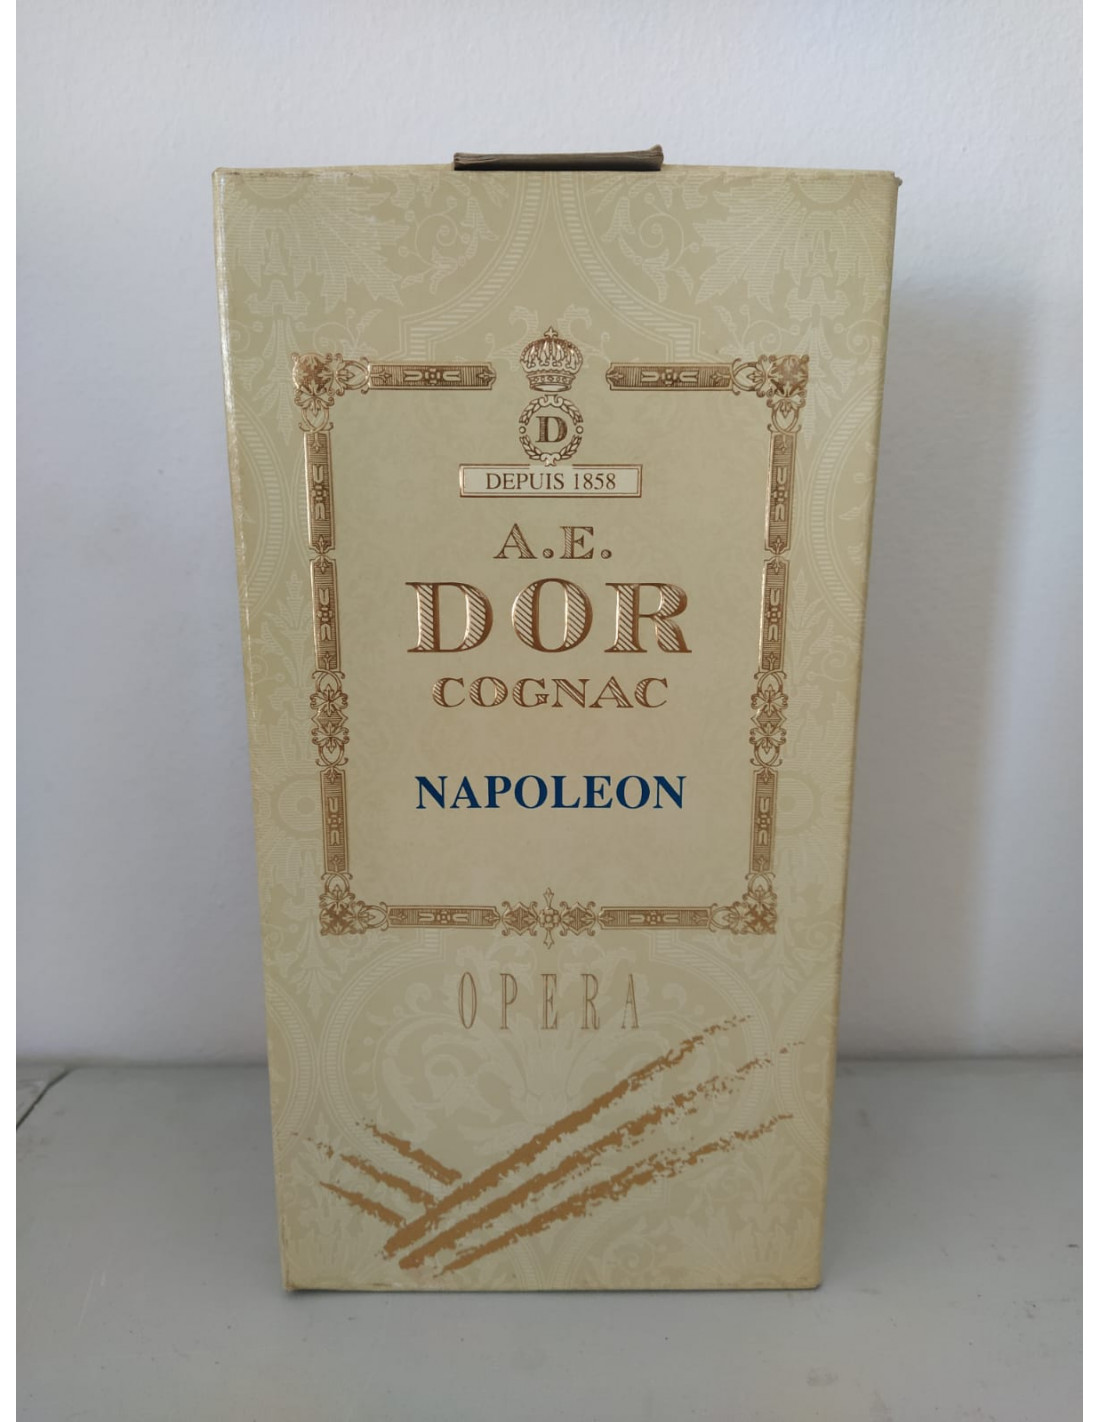 D
DEPUIS 1858
A.E.
DOR
COGNAC
NAPOLEON
OPERA